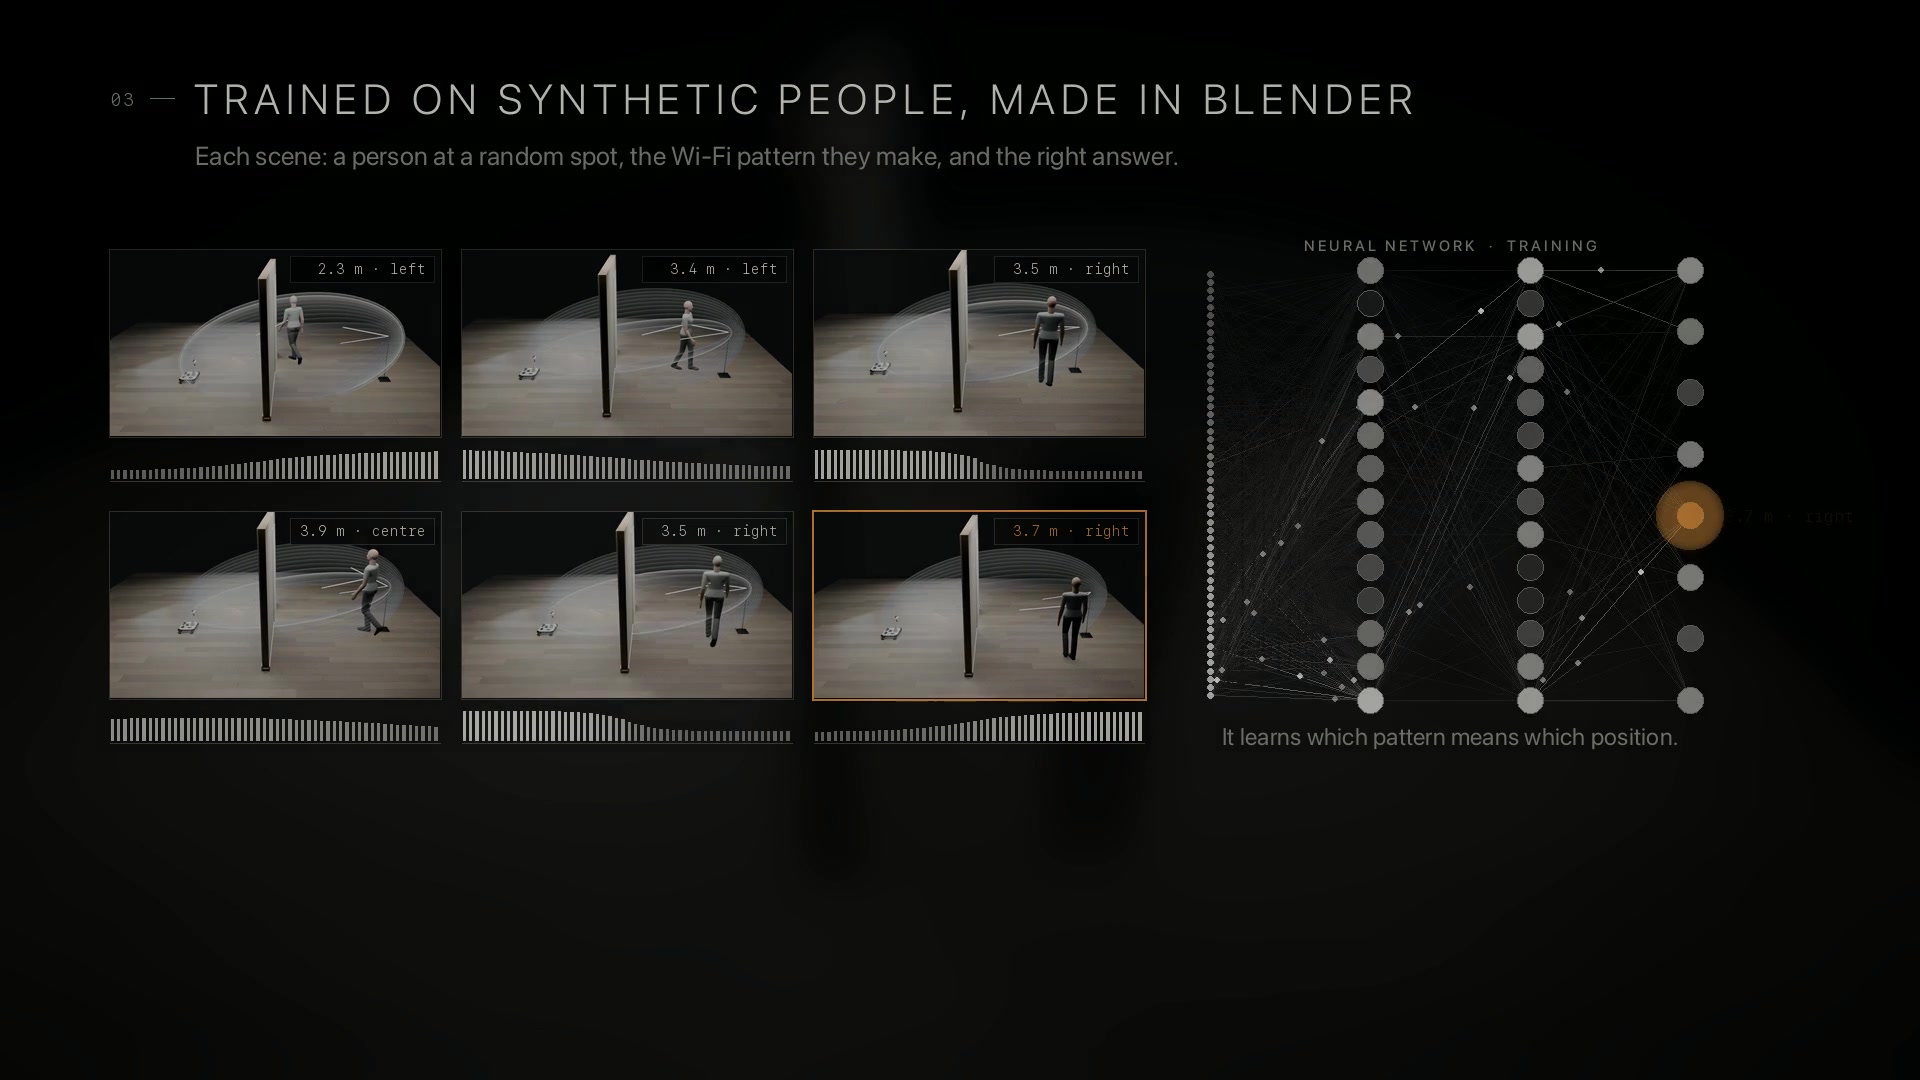 03 — TRAINED ON SYNTHETIC PEOPLE, MADE IN BLENDER
Each scene: a person at a random spot, the Wi-Fi pattern they make, and the right answer.
NEURAL NETWORK · TRAINING
2.3 m · left
3.4 m · left
3.5 m · right
3.9 m · centre
3.5 m · right
3.7 m · right
.7 m · right
It learns which pattern means which position.